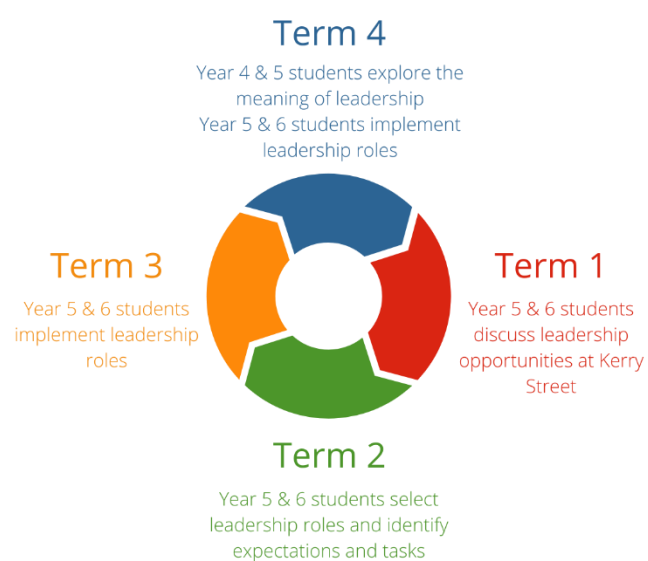 Term 4
Year 4 & 5 students explore the
meaning of leadership
Year 5 & 6 students implement
leadership roles
Term 3
Year 5 & 6 students
implement leadership
roles
Term 1
Year 5 & 6 students
discuss leadership
opportunities at Kerry
Street
Term 2
Year 5 & 6 students select
leadership roles and identify
expectations and tasks